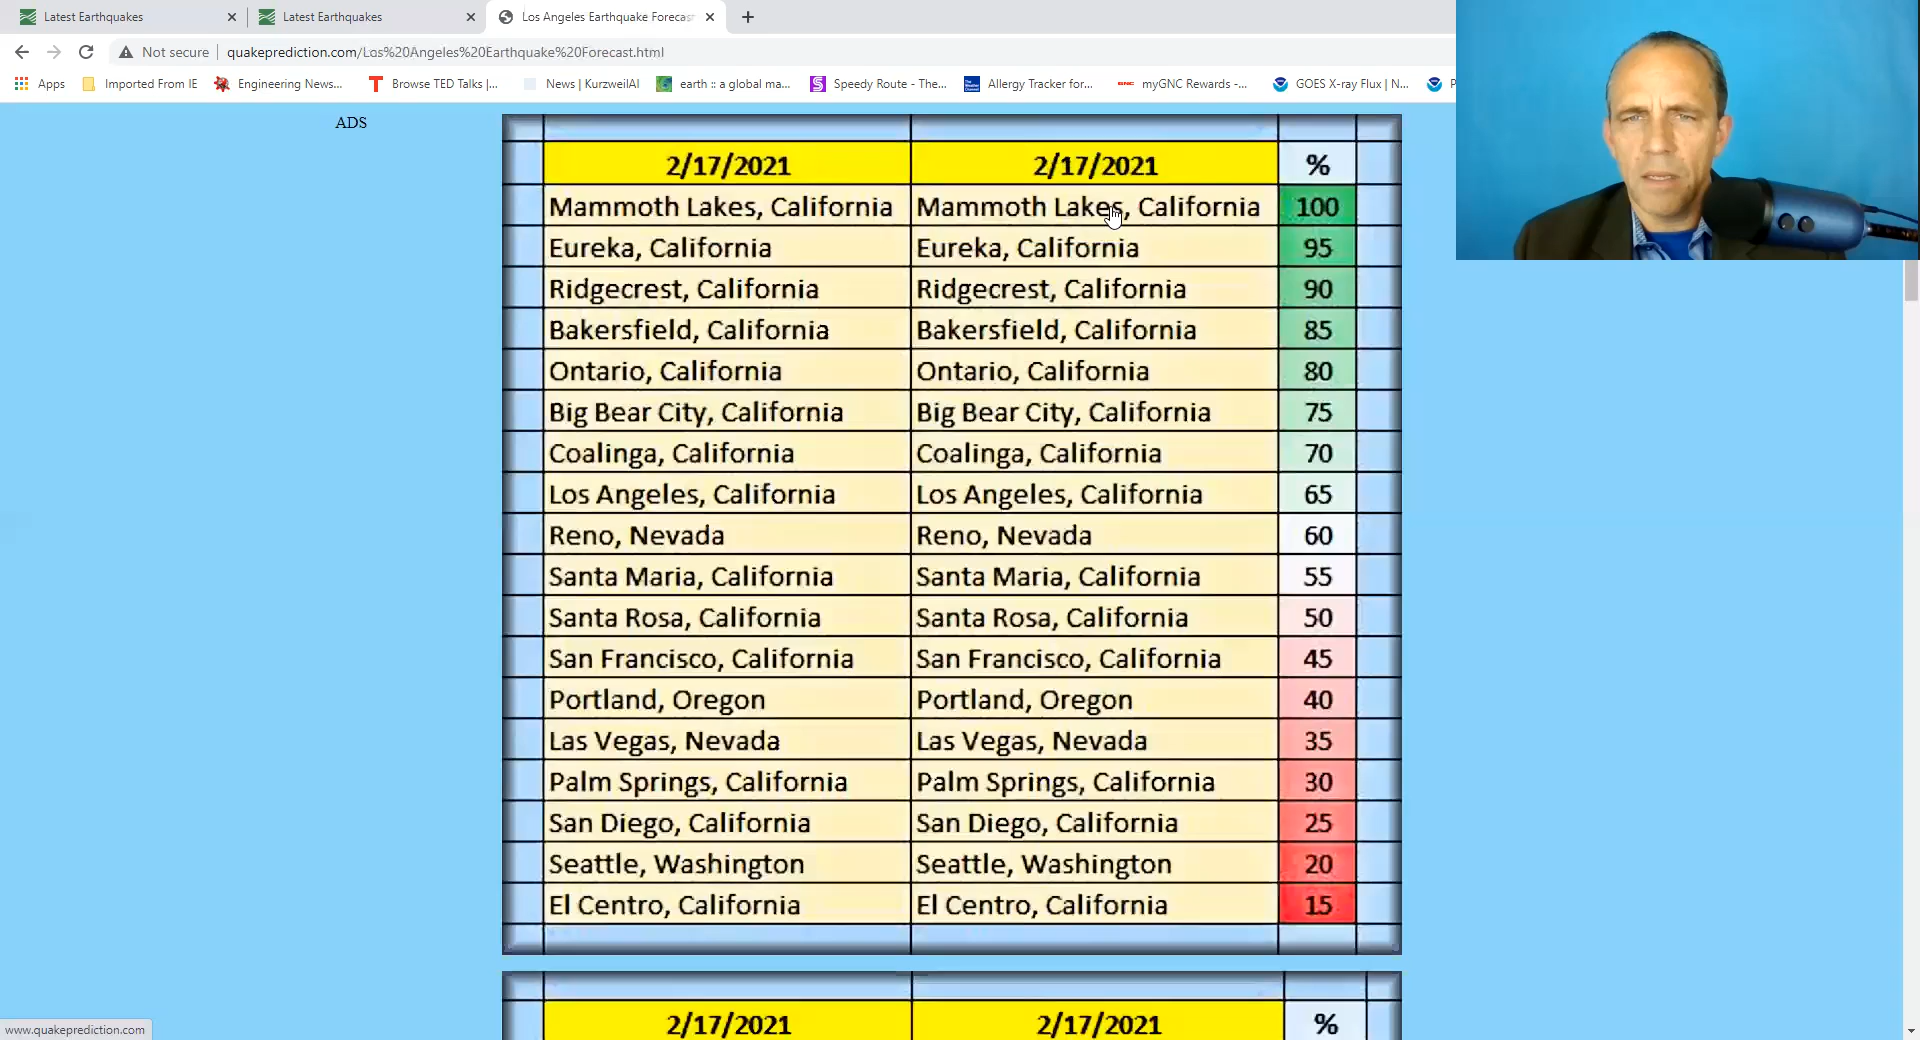 Latest Earthquakes
Latest Earthquakes
Los Angeles Earthquake Forecas
Not secure
quakeprediction.com/Los%20Angeles%20Earthquake%20Forecast.html
Apps
Imported From IE
Engineering News...
Browse TED Talks |...
News | KurzweilAI
earth :: a global ma...
Speedy Route - The...
Allergy Tracker for...
myGNC Rewards -...
GOES X-ray Flux | N...
P
ADS
2/17/2021 2/17/2021 %
Mammoth Lakes, California Mammoth Lakes, California 100
Eureka, California Eureka, California 95
Ridgecrest, California Ridgecrest, California 90
Bakersfield, California Bakersfield, California 85
Ontario, California Ontario, California 80
Big Bear City, California Big Bear City, California 75
Coalinga, California Coalinga, California 70
Los Angeles, California Los Angeles, California 65
Reno, Nevada Reno, Nevada 60
Santa Maria, California Santa Maria, California 55
Santa Rosa, California Santa Rosa, California 50
San Francisco, California San Francisco, California 45
Portland, Oregon Portland, Oregon 40
Las Vegas, Nevada Las Vegas, Nevada 35
Palm Springs, California Palm Springs, California 30
San Diego, California San Diego, California 25
Seattle, Washington Seattle, Washington 20
El Centro, California El Centro, California 15
2/17/2021 2/17/2021 %
www.quakeprediction.com